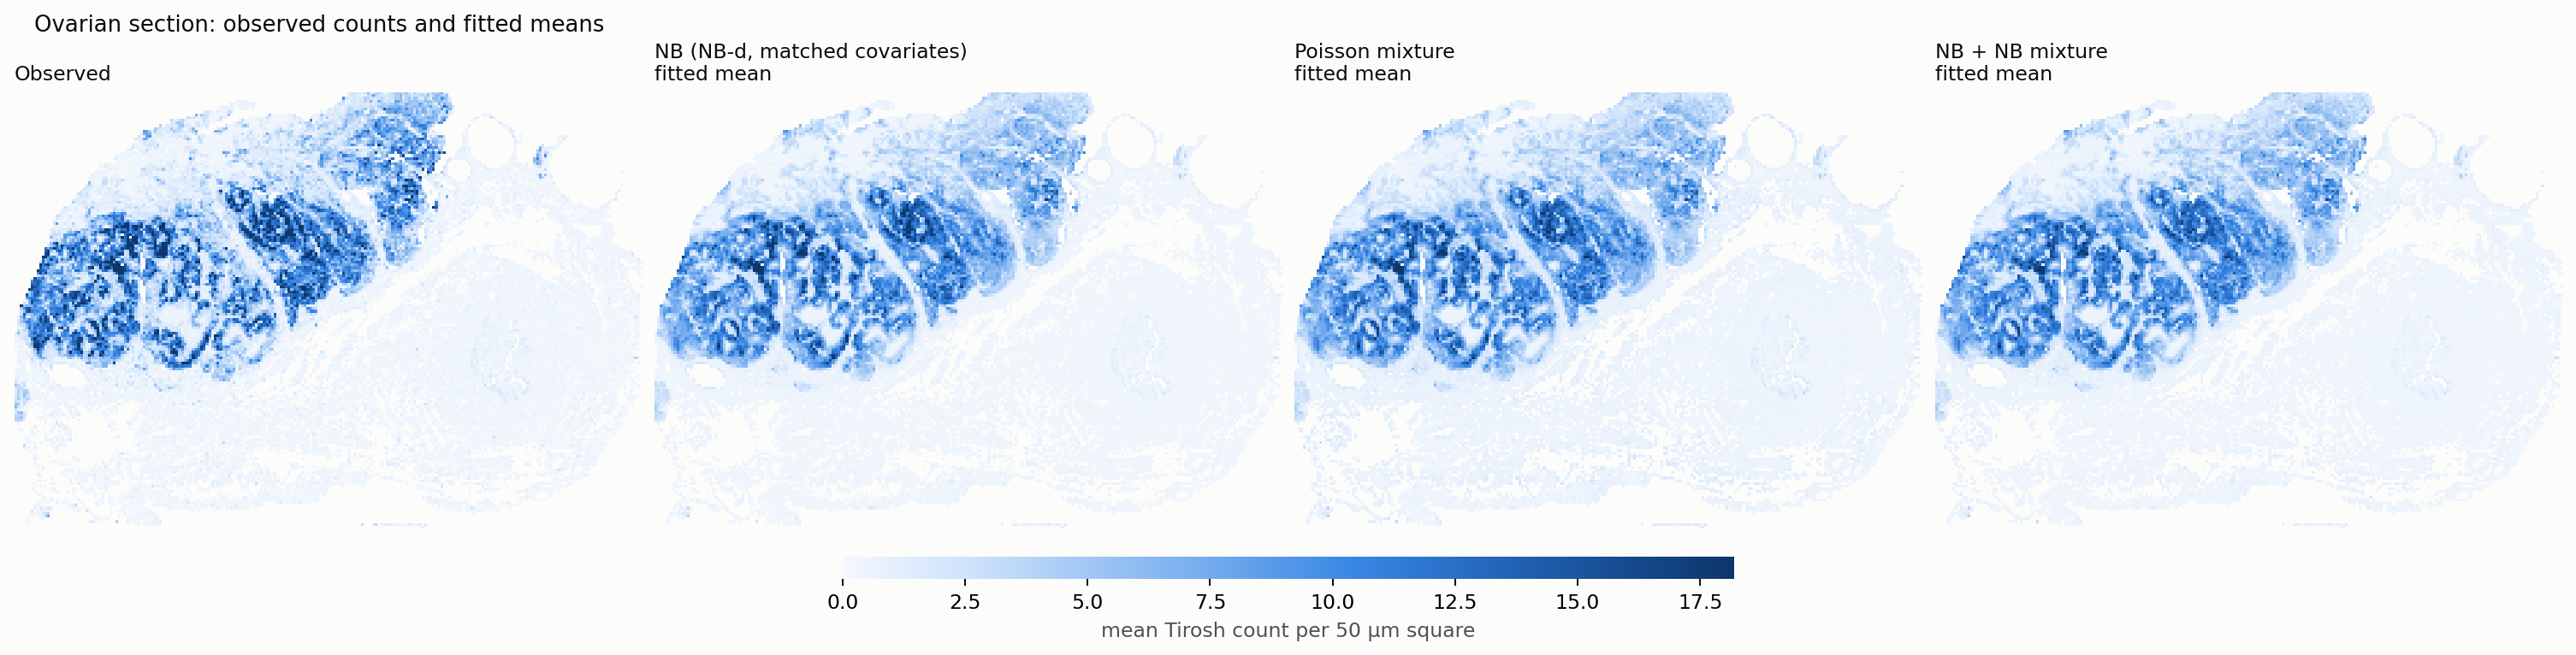 Ovarian section: observed counts and fitted means
Observed
NB (NB-d, matched covariates)
fitted mean
Poisson mixture
fitted mean
NB + NB mixture
fitted mean
0.0 2.5 5.0 7.5 10.0 12.5 15.0 17.5
mean Tirosh count per 50 µm square